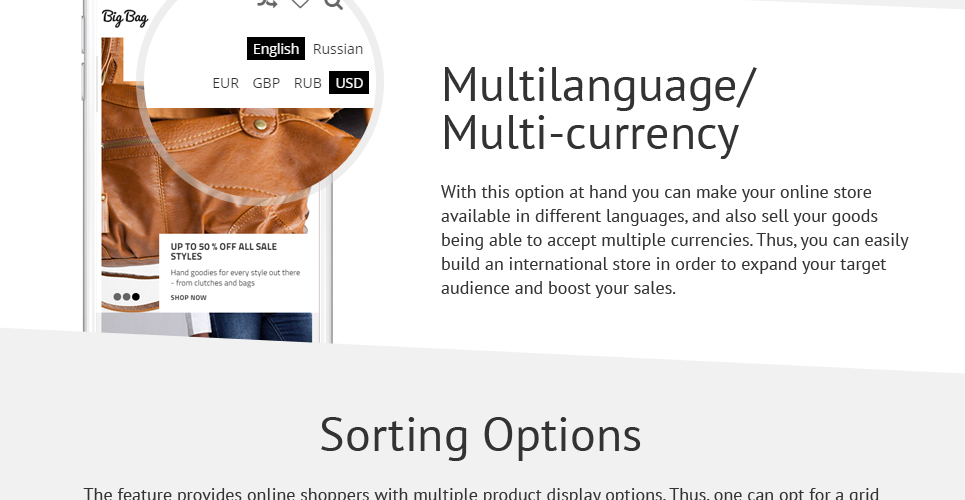 BigBag
English Russian
EUR GBP RUB USD
UP TO 50 % OFF ALL SALE
STYLES
Hand goodies for every style out there
- from clutches and bags
SHOP NOW
Multilanguage/
Multi-currency
With this option at hand you can make your online store
available in different languages, and also sell your goods
being able to accept multiple currencies. Thus, you can easily
build an international store in order to expand your target
audience and boost your sales.
Sorting Options
The feature provides online shoppers with multiple product display options. Thus, one can opt for a grid